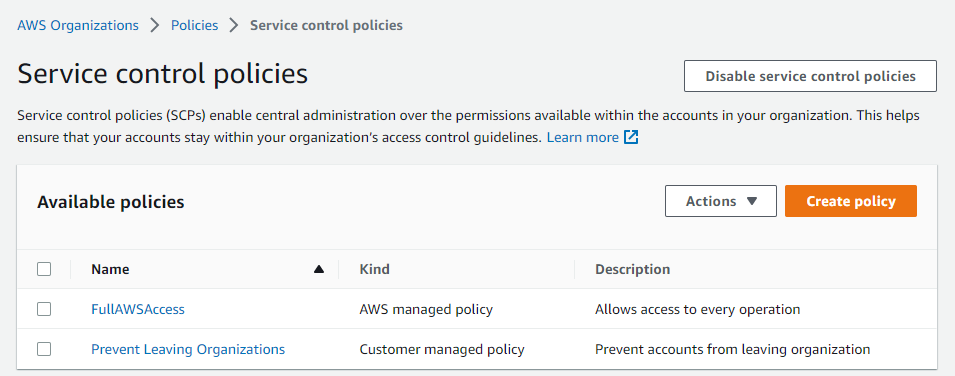 AWS Organizations > Policies > Service control policies
Service control policies
Disable service control policies
Service control policies (SCPs) enable central administration over the permissions available within the accounts in your organization. This helps
ensure that your accounts stay within your organization's access control guidelines. Learn more
Available policies
Actions
Create policy
Name Kind Description
FullAWSAccess AWS managed policy Allows access to every operation
Prevent Leaving Organizations Customer managed policy Prevent accounts from leaving organization